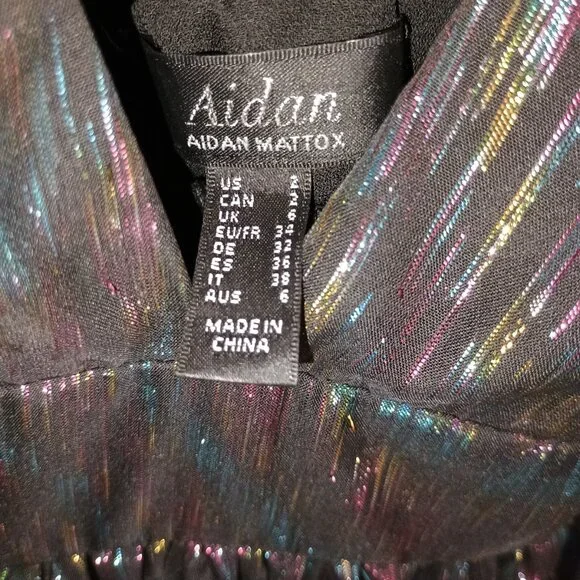 Aidan
AIDAN MATTOX
US 2
CAN 2
UK 6
EU/FR 34
DE 32
ES 36
IT 38
AUS 6
MADE IN
CHINA